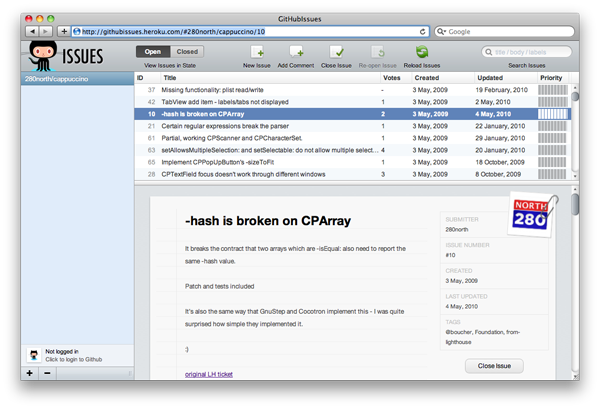 GitHubIssues
http://githubissues.heroku.com/#280north/cappuccino/10
Google
ISSUES
Open Closed
View Issues in State
New Issue Add Comment Close Issue Re-open Issue Reload Issues
title / body / labels
Search Issues
280north/cappuccino
ID Title Votes Created Updated Priority
37 Missing functionality: plist read/write - 3 May, 2009 19 February, 2010
42 TabView add item - labels/tabs not displayed 1 3 May, 2009 2 May, 2010
10 -hash is broken on CPArray 2 3 May, 2009 4 May, 2010
21 Certain regular expressions break the parser 1 3 May, 2009 22 January, 2010
61 Partial, working CPScanner and CPCharacterSet. 1 3 May, 2009 29 January, 2010
63 setAllowsMultipleSelection: and setSelectable: do not allow multiple selec... 4 3 May, 2009 20 January, 2010
65 Implement CPPopUpButton's -sizeToFit 1 3 May, 2009 18 October, 2009
28 CPTextField focus doesn't work through different windows 3 3 May, 2009 8 October, 2009
-hash is broken on CPArray
It breaks the contract that two arrays which are -isEqual: also need to report the
same -hash value.
Patch and tests included
It's also the same way that GnuStep and Cocotron implement this - I was quite
surprised how simple they implemented it.
:)
original LH ticket
NORTH
280
SUBMITTER
280north
ISSUE NUMBER
#10
CREATED
3 May, 2009
LAST UPDATED
4 May, 2010
TAGS
@boucher, Foundation, from-
lighthouse
Close Issue
Not logged in
Click to login to Github